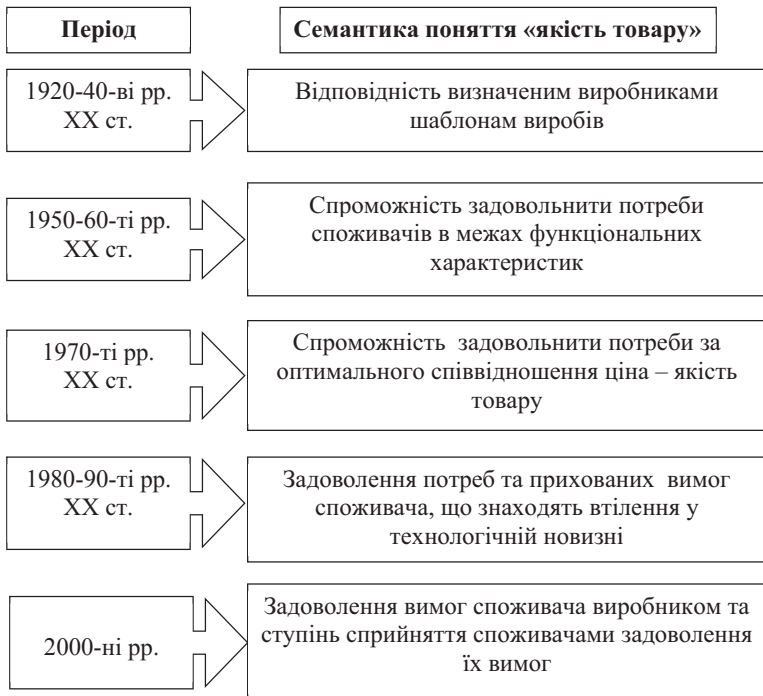 Період
Семантика поняття «якість товару»
1920-40-ві рр.
ХХ ст.
Відповідність визначеним виробниками
шаблонам виробів
1950-60-ті рр.
ХХ ст.
Спроможність задовольнити потреби
споживачів в межах функціональних
характеристик
1970-ті рр.
ХХ ст.
Спроможність задовольнити потреби за
оптимального співвідношення ціна – якість
товару
1980-90-ті рр.
ХХ ст.
Задоволення потреб та прихованих вимог
споживача, що знаходять втілення у
технологічній новизні
2000-ні рр.
Задоволення вимог споживача виробником та
ступінь сприйняття споживачами задоволення
їх вимог